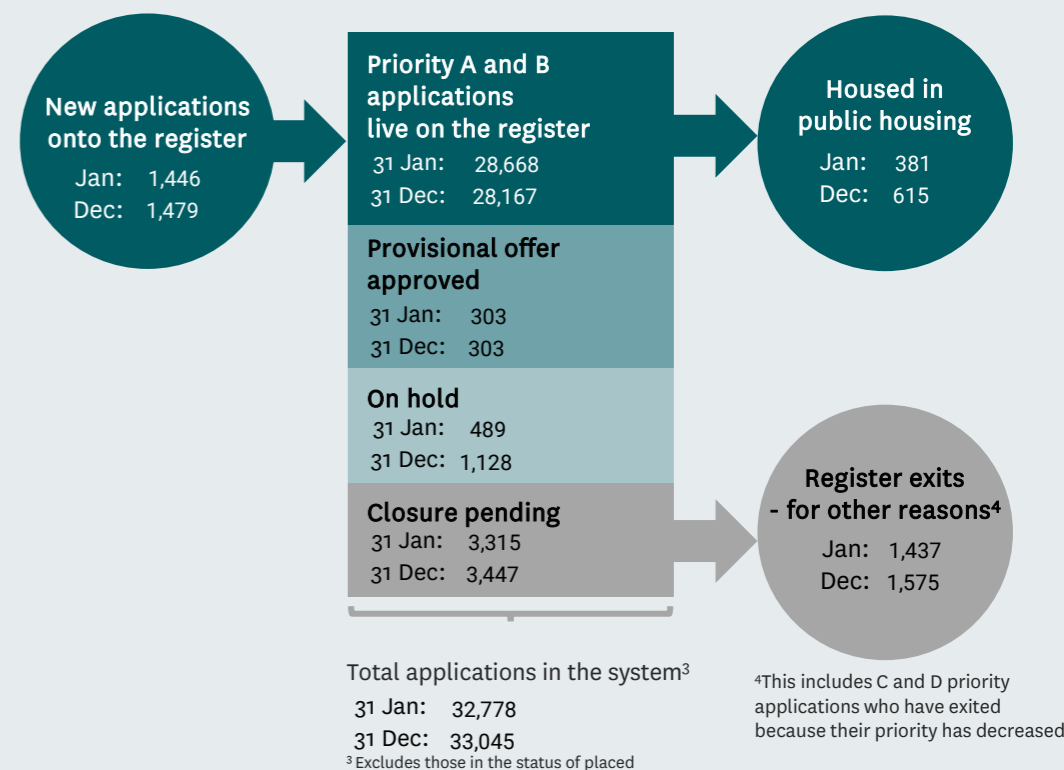 New applications
onto the register
Jan: 1,446
Dec: 1,479
Priority A and B
applications
live on the register
31 Jan: 28,668
31 Dec: 28,167
Provisional offer
approved
31 Jan: 303
31 Dec: 303
On hold
31 Jan: 489
31 Dec: 1,128
Closure pending
31 Jan: 3,315
31 Dec: 3,447
Housed in
public housing
Jan: 381
Dec: 615
Register exits
- for other reasons⁴
Jan: 1,437
Dec: 1,575
Total applications in the system³
31 Jan: 32,778
31 Dec: 33,045
³ Excludes those in the status of placed
⁴This includes C and D priority
applications who have exited
because their priority has decreased